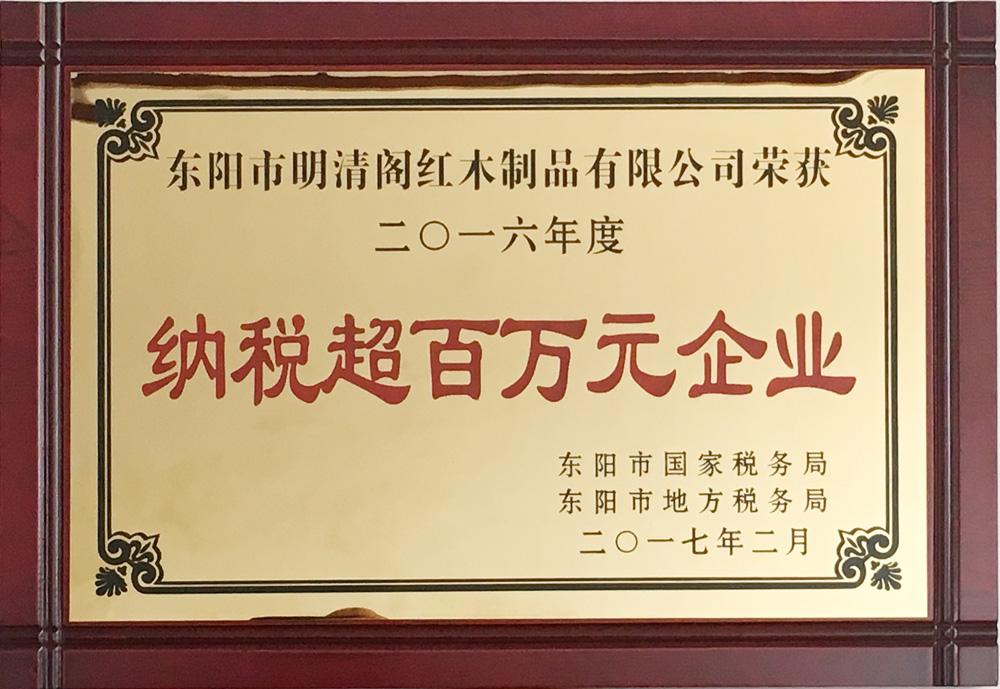 东阳市明清阁红木制品有限公司荣获
二〇一六年度
纳税超百万元企业
东阳市国家税务局
东阳市地方税务局
二〇一七年二月